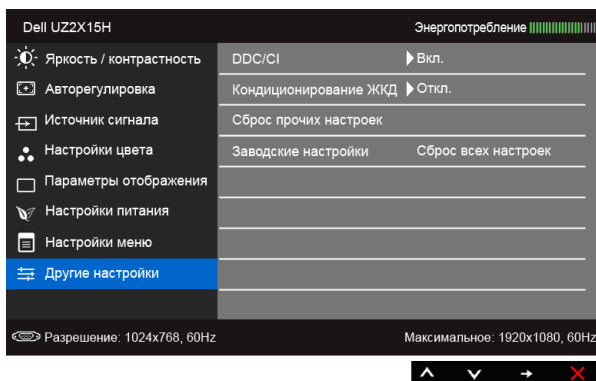 Dell UZ2X15H Энергопотребление
Яркость / контрастность DDC/CI Вкл.
Авторегулировка Кондиционирование ЖКД Откл.
Источник сигнала Сброс прочих настроек
Настройки цвета Заводские настройки Сброс всех настроек
Параметры отображения
Настройки питания
Настройки меню
Другие настройки
Разрешение: 1024x768, 60Hz Максимальное: 1920x1080, 60Hz